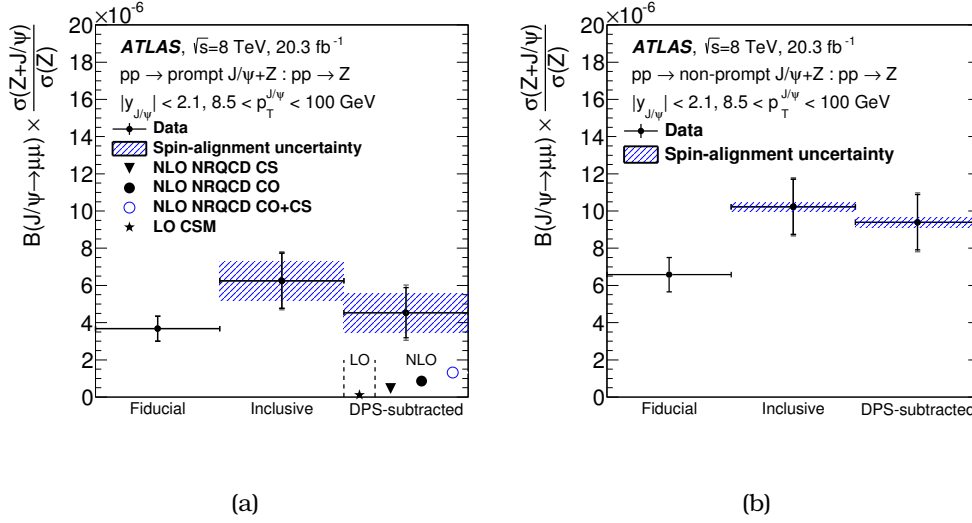 20 ×10⁻⁶
18
16
14
12
10
8
6
4
2
0
B(J/ψ→μμ) × σ(Z+J/ψ)/σ(Z)
ATLAS, √s=8 TeV, 20.3 fb⁻¹
pp → prompt J/ψ+Z : pp → Z
|y_J/ψ| < 2.1, 8.5 < p_T^J/ψ < 100 GeV
Data
Spin-alignment uncertainty
NLO NRQCD CS
NLO NRQCD CO
NLO NRQCD CO+CS
LO CSM
LO NLO
Fiducial Inclusive DPS-subtracted
(a)
20 ×10⁻⁶
18
16
14
12
10
8
6
4
2
0
B(J/ψ→μμ) × σ(Z+J/ψ)/σ(Z)
ATLAS, √s=8 TeV, 20.3 fb⁻¹
pp → non-prompt J/ψ+Z : pp → Z
|y_J/ψ| < 2.1, 8.5 < p_T^J/ψ < 100 GeV
Data
Spin-alignment uncertainty
Fiducial Inclusive DPS-subtracted
(b)